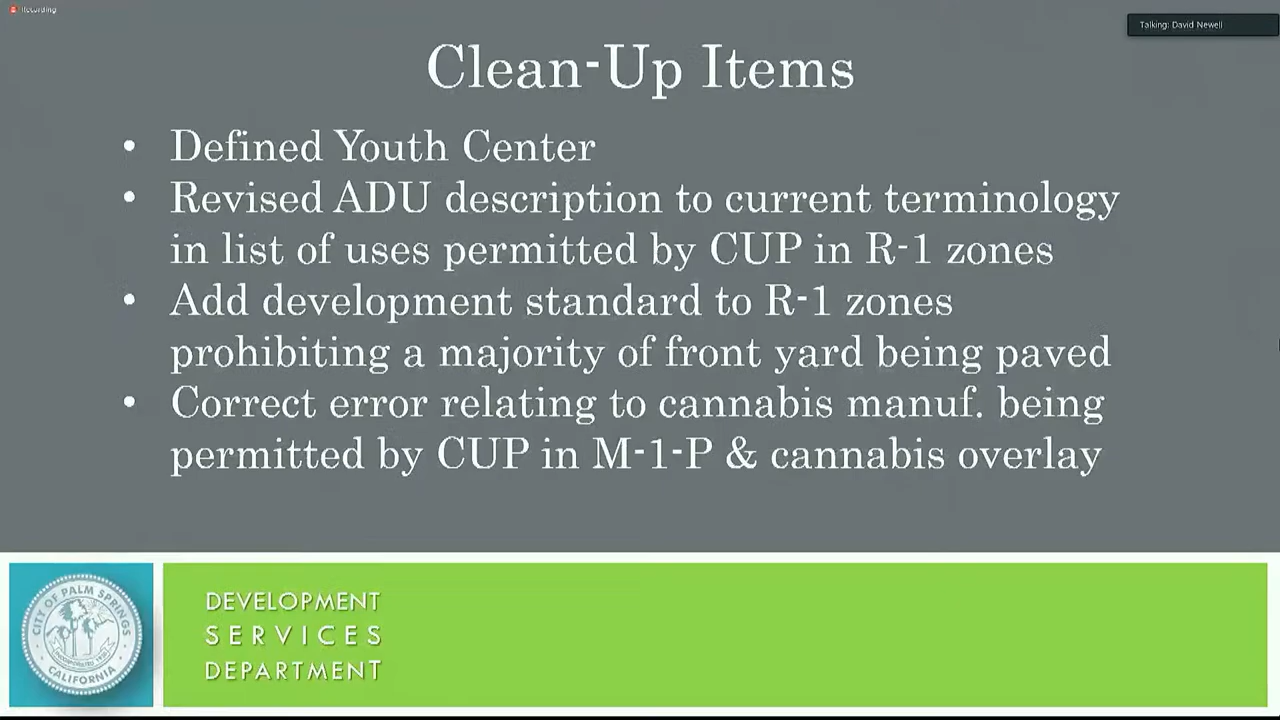 Recording
Talking: David Newell
Clean-Up Items
• Defined Youth Center
• Revised ADU description to current terminology
in list of uses permitted by CUP in R-1 zones
• Add development standard to R-1 zones
prohibiting a majority of front yard being paved
• Correct error relating to cannabis manuf. being
permitted by CUP in M-1-P & cannabis overlay
CITY OF PALM SPRINGS
CALIFORNIA
DEVELOPMENT
SERVICES
DEPARTMENT